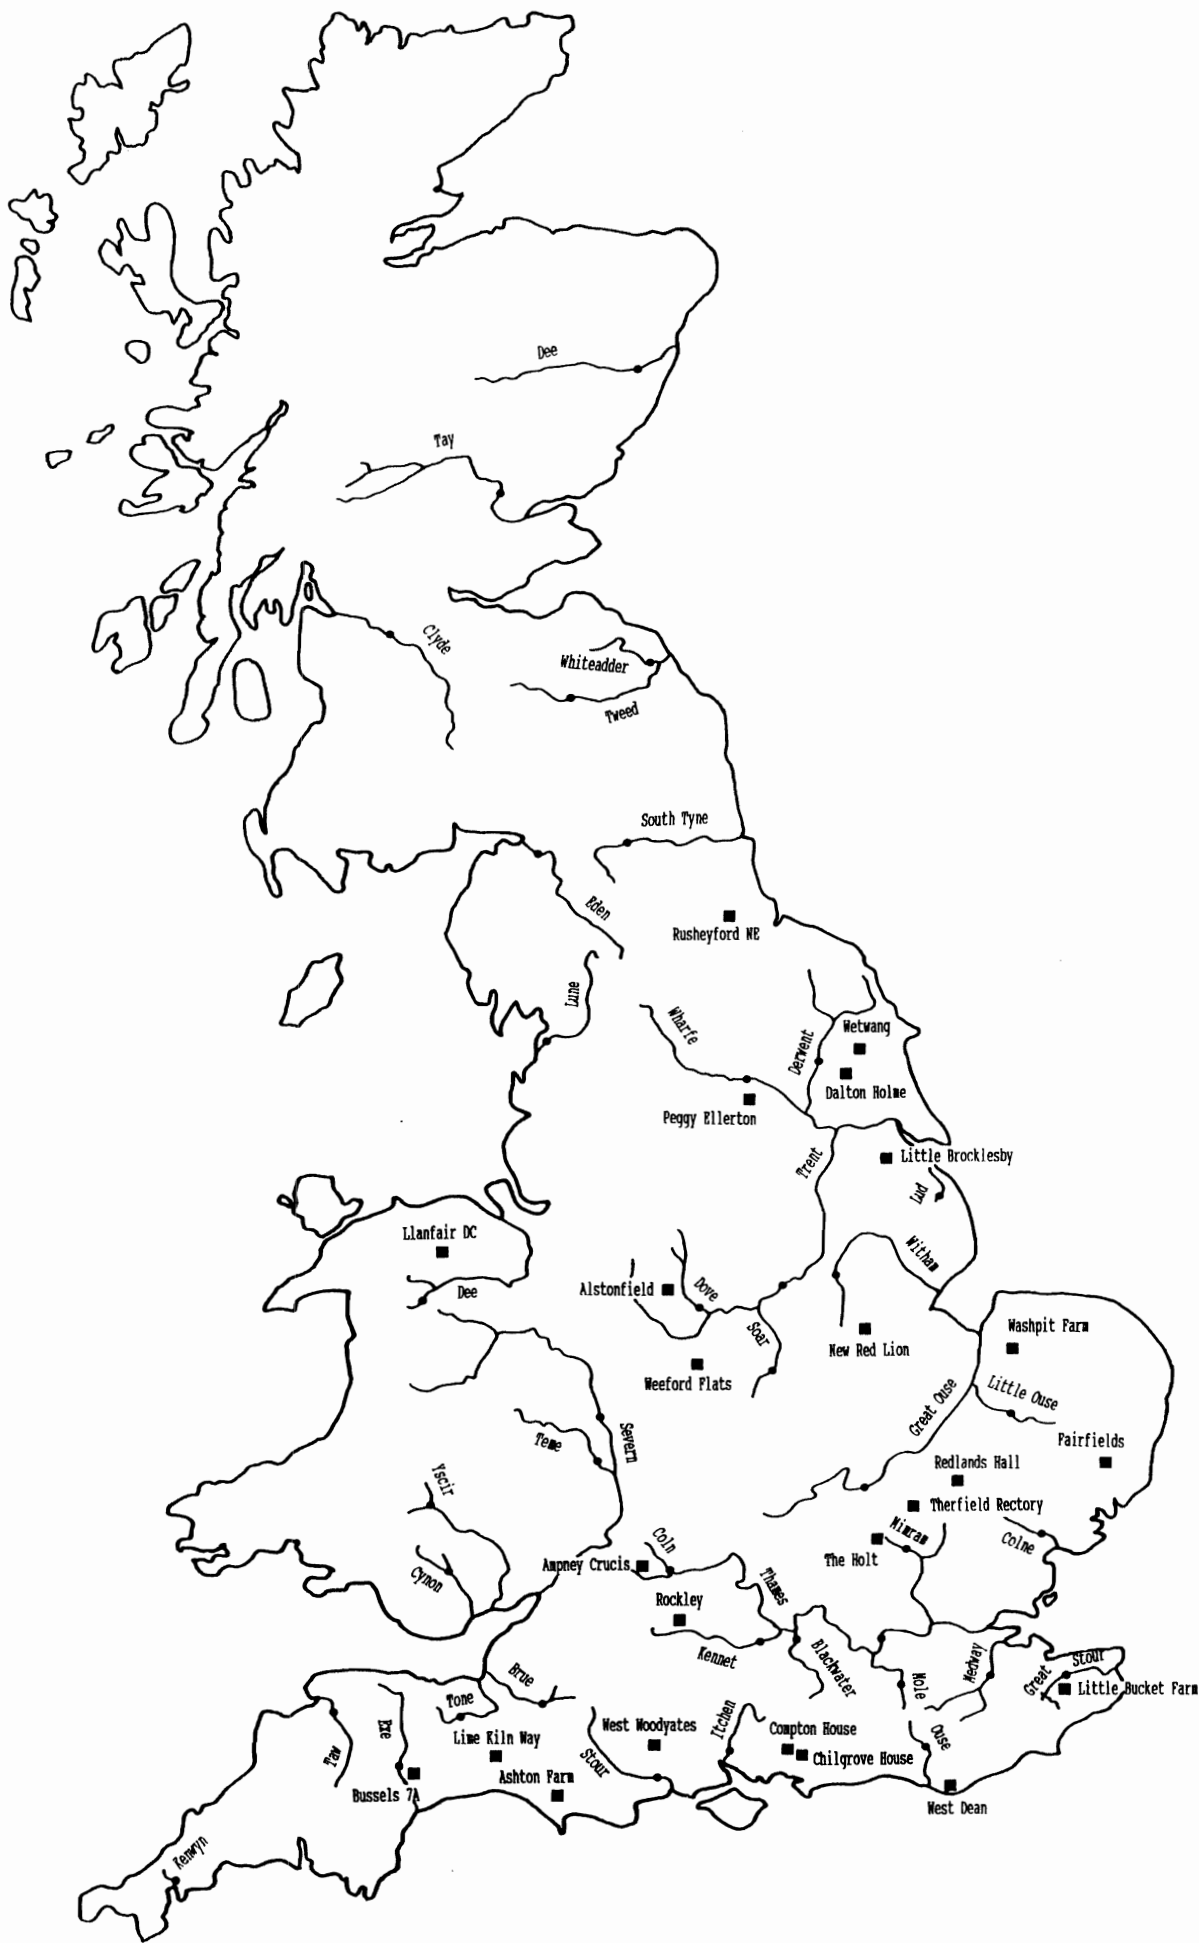 Dee
Tay
Clyde
Whiteadder
Tweed
South Tyne
Eden
Rusheyford NE
Lune
Wharfe
Derwent
Wetwang
Dalton Holme
Peggy Ellerton
Trent
Little Brocklesby
Lud
Witham
Llanfair DC
Dee
Alstonfield
Dove
Soar
New Red Lion
Washpit Farm
Weeford Flats
Little Ouse
Great Ouse
Severn
Teme
Fairfields
Redlands Hall
Yscir
Therfield Rectory
Mimram
Colne
Coln
The Holt
Ampney Crucis
Cynon
Thames
Rockley
Kennet
Blackwater
Medway
Mole
Great Stour
Little Bucket Farm
Brue
Tone
Exe
Lime Kiln Way
West Woodyates
Itchen
Compton House
Chilgrove House
Ouse
Taw
Stour
Ashton Farm
Bussels 7A
West Dean
Kenwyn